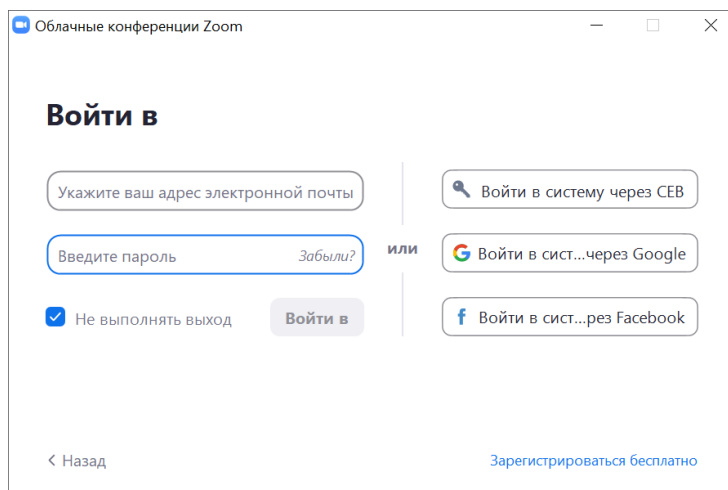 Облачные конференции Zoom
Войти в
Укажите ваш адрес электронной почты
Введите пароль Забыли?
Не выполнять выход Войти в
или
Войти в систему через СЕВ
Войти в сист...через Google
Войти в сист...рез Facebook
Назад
Зарегистрироваться бесплатно